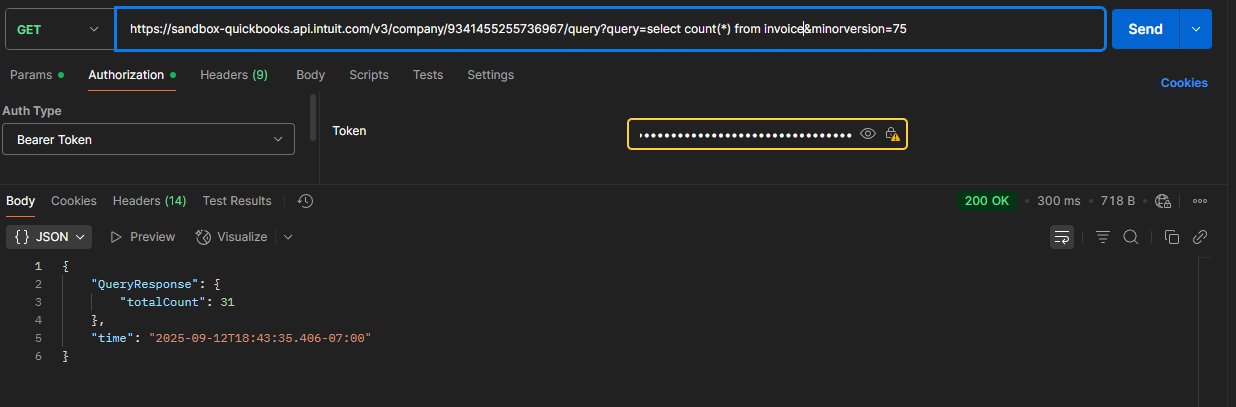 GET https://sandbox-quickbooks.api.intuit.com/v3/company/9341455255736967/query?query=select count(*) from invoice&minorversion=75 Send
Params Authorization Headers (9) Body Scripts Tests Settings Cookies
Auth Type
Bearer Token
Token
Body Cookies Headers (14) Test Results 200 OK 300 ms 718 B
{} JSON Preview Visualize
1 {
2 "QueryResponse": {
3 "totalCount": 31
4 },
5 "time": "2025-09-12T18:43:35.406-07:00"
6 }